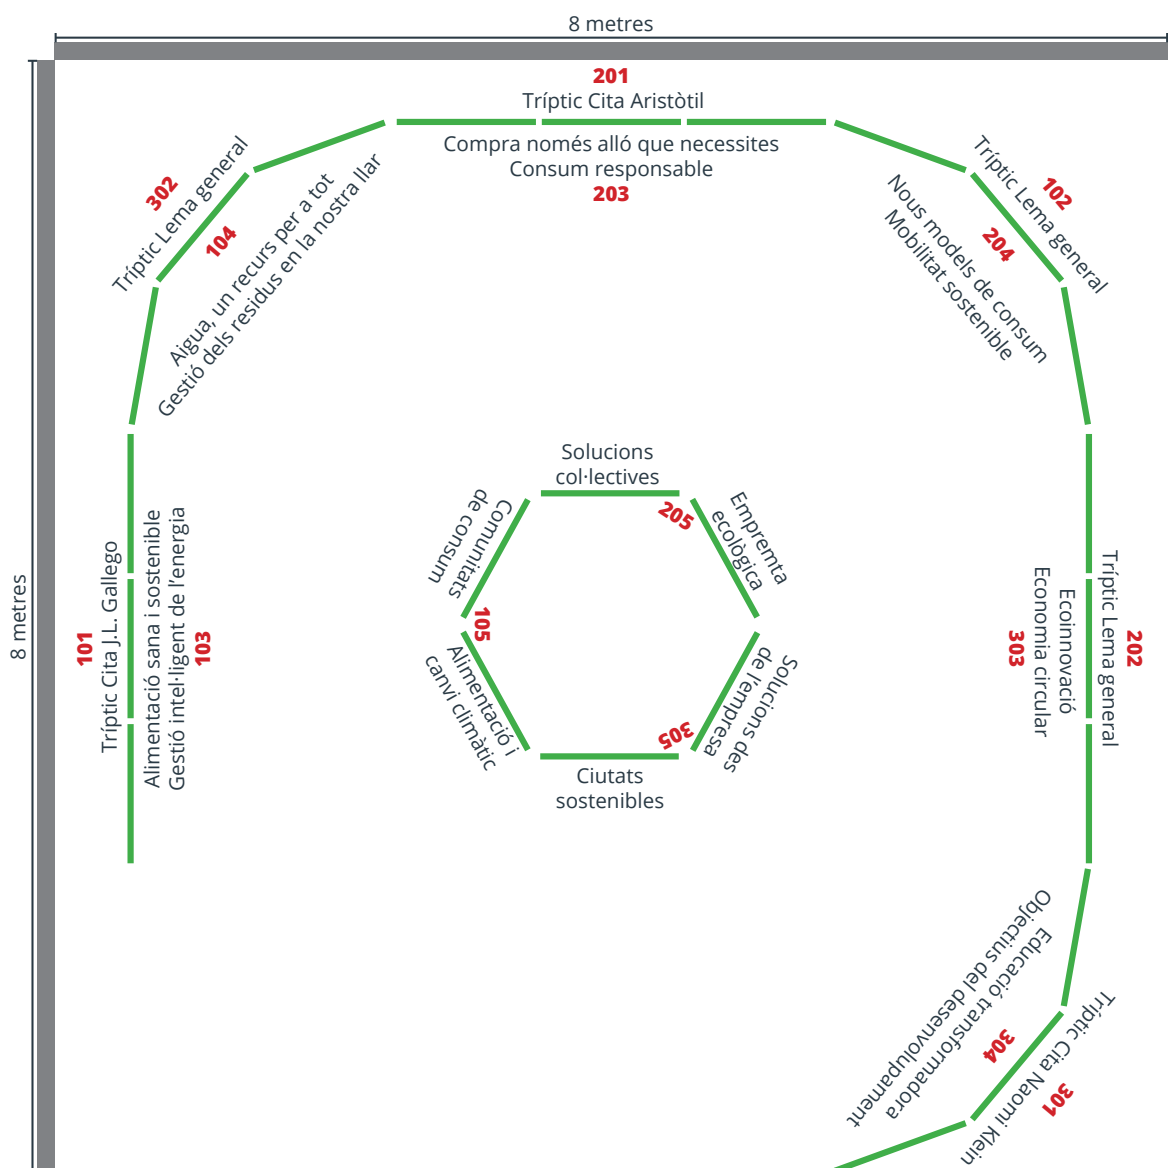 8 metres
201
Tríptic Cita Aristòtil
Compra només alló que necessites
Consum responsable
203
302
Tríptic Lema general
104
Aigua, un recurs per a tot
Gestió dels residus en la nostra llar
102
Tríptic Lema general
204
Nous models de consum
Mobilitat sostenible
8 metres
101
Tríptic Cita J.L. Gallego
Alimentació sana i sostenible
Gestió intel·ligent de l'energia
103
Solucions
col·lectives
205
Empremta
ecològica
Comunitats
de consum
105
Alimentació i
canvi climàtic
Ciutats
sostenibles
305
Solucions des
de l'empresa
202
Tríptic Lema general
Ecoinnovació
Economia circular
303
Objectius del desenvolupament
Educació transformadora
304
Tríptic Cita Naomi Klein
301